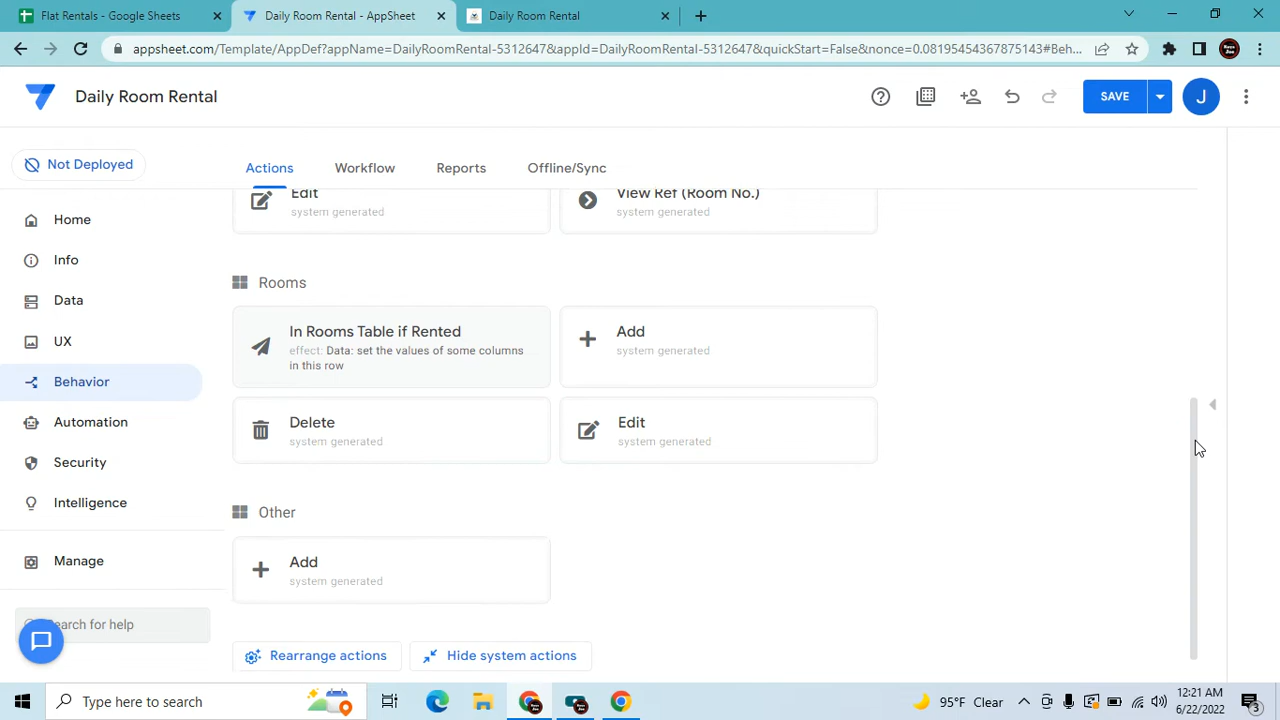 Flat Rentals - Google Sheets
Daily Room Rental - AppSheet
Daily Room Rental
appsheet.com/Template/AppDef?appName=DailyRoomRental-5312647&appId=DailyRoomRental-5312647&quickStart=False&nonce=0.08195454367875143#Beh...
Daily Room Rental
SAVE
J
Not Deployed
Actions
Workflow
Reports
Offline/Sync
Home
Info
Data
UX
Behavior
Automation
Security
Intelligence
Manage
Search for help
Edit
system generated
View Ref (Room No.)
system generated
Rooms
In Rooms Table if Rented
effect: Data: set the values of some columns
in this row
Add
system generated
Delete
system generated
Edit
system generated
Other
Add
system generated
Rearrange actions
Hide system actions
Type here to search
95°F Clear
12:21 AM
6/22/2022
3